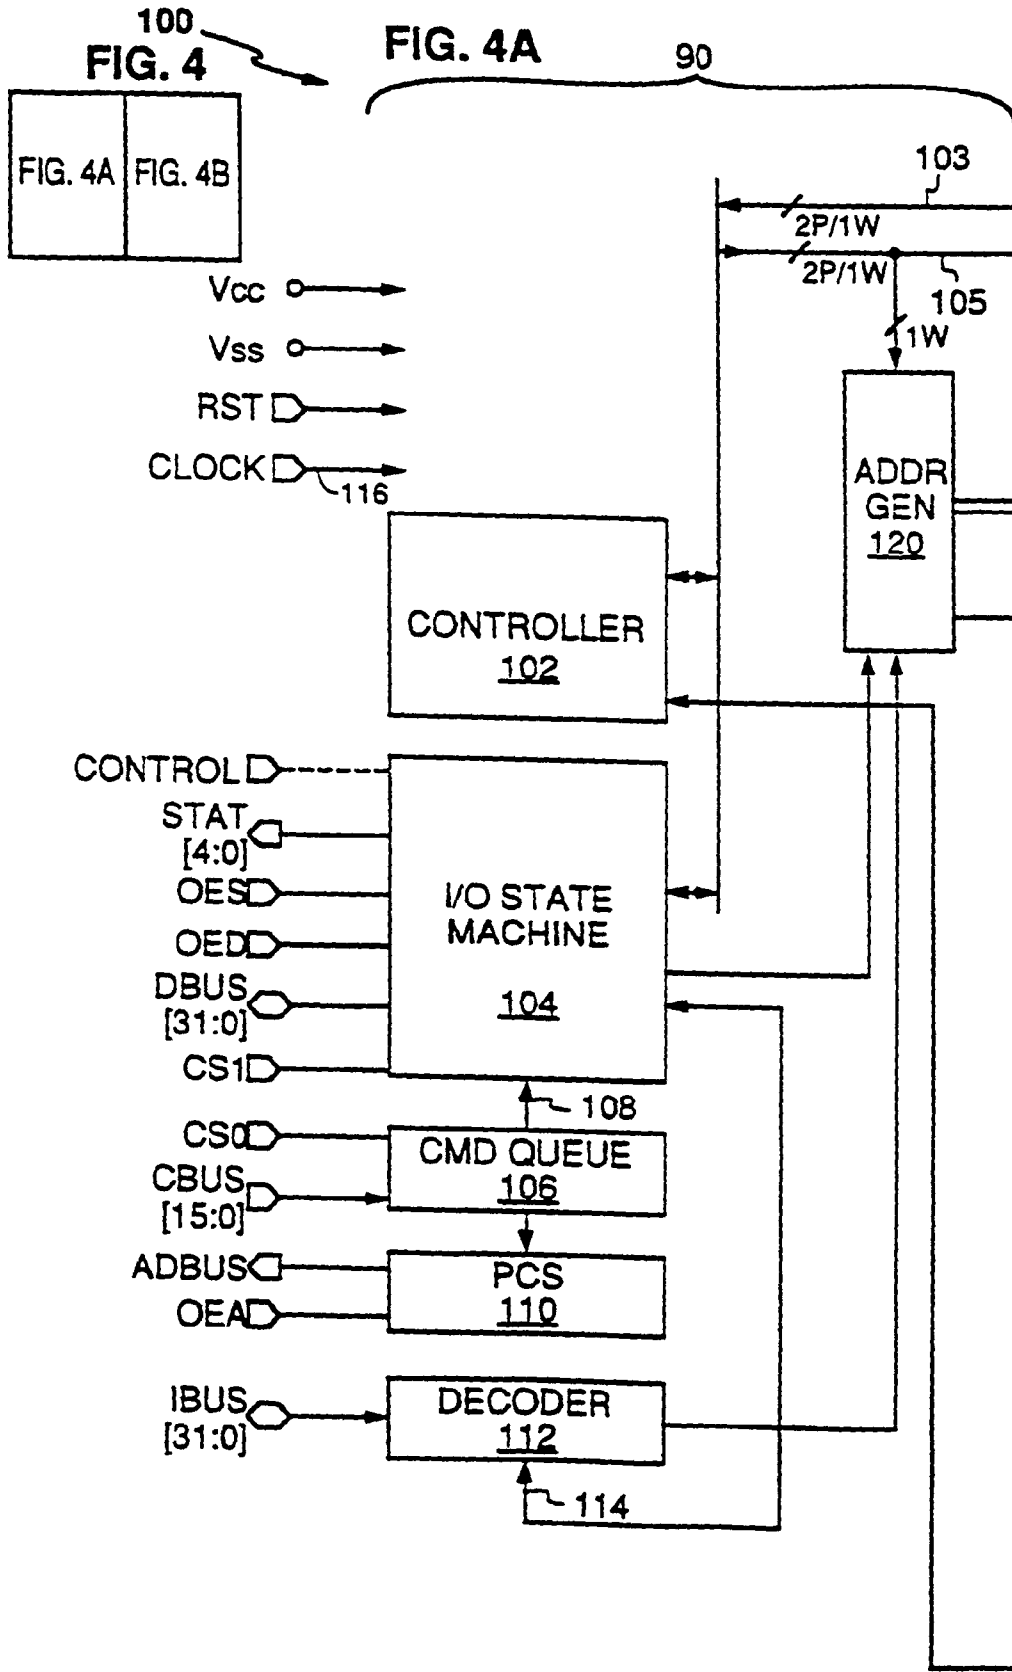 100
FIG. 4
FIG. 4A
90
FIG. 4A
FIG. 4B
103
2P/1W
2P/1W
105
1W
Vcc
Vss
RST
CLOCK
116
ADDR
GEN
120
CONTROLLER
102
CONTROL
STAT
[4:0]
OES
OED
DBUS
[31:0]
CS1
I/O STATE
MACHINE
104
108
CS0
CBUS
[15:0]
CMD QUEUE
106
ADBUS
OEA
PCS
110
IBUS
[31:0]
DECODER
112
114